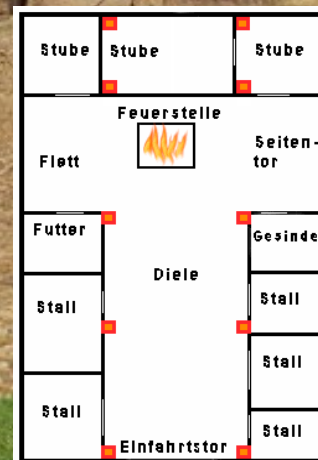 Stube
Stube
Stube
Feuerstelle
Flett
Seiten-
tor
Futter
Gesinde
Diele
Stall
Stall
Stall
Stall
Stall
Einfahrtstor